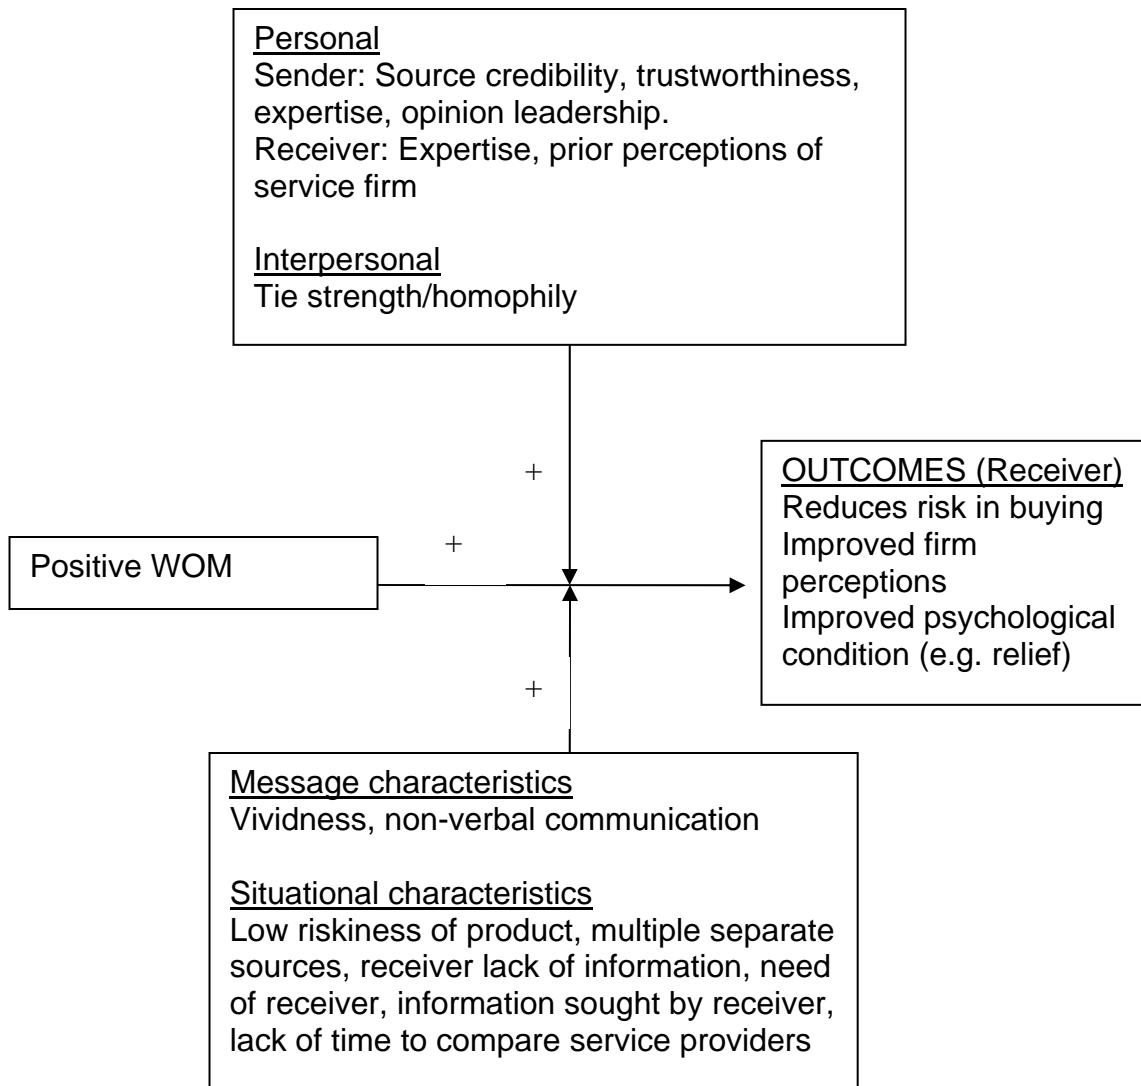 Personal
Sender: Source credibility, trustworthiness,
expertise, opinion leadership.
Receiver: Expertise, prior perceptions of
service firm
Interpersonal
Tie strength/homophily
+
OUTCOMES (Receiver)
Reduces risk in buying
Improved firm
perceptions
Improved psychological
condition (e.g. relief)
+
Positive WOM
+
Message characteristics
Vividness, non-verbal communication
Situational characteristics
Low riskiness of product, multiple separate
sources, receiver lack of information, need
of receiver, information sought by receiver,
lack of time to compare service providers